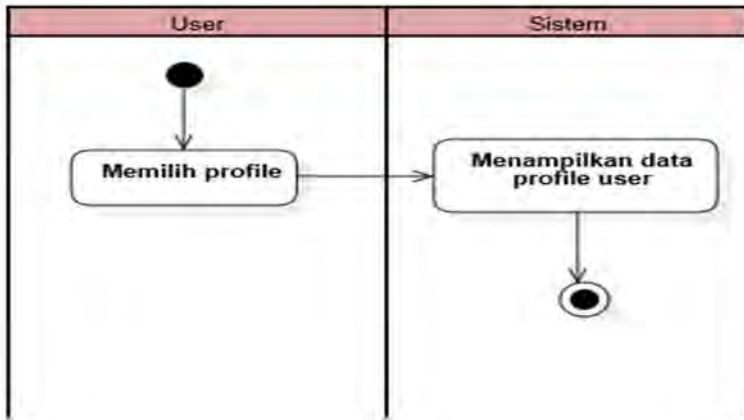 User
Sistem
Memilih profile
Menampilkan data
profile user